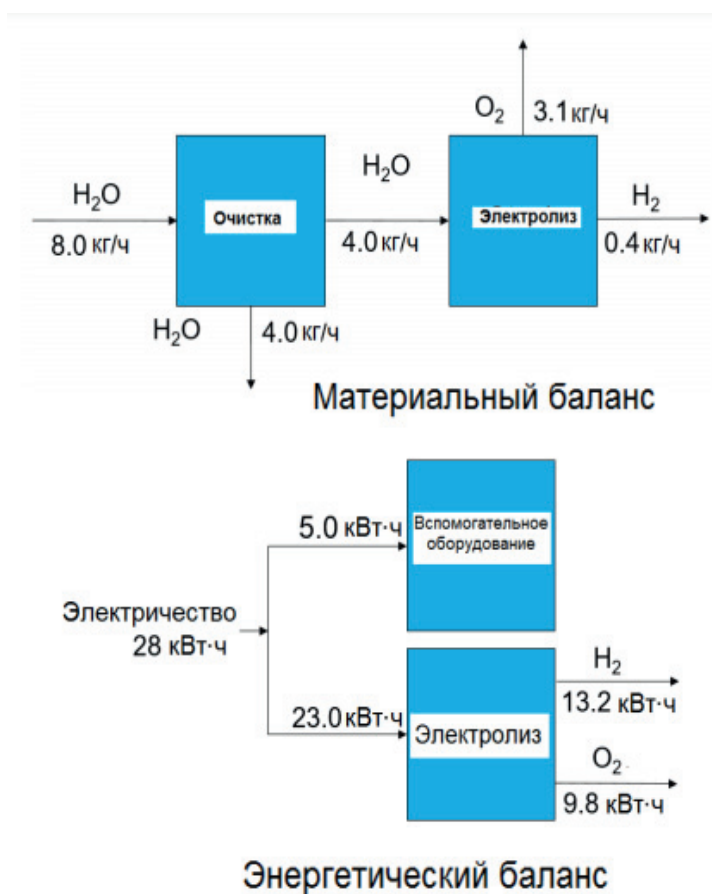 O₂
3.1 кг/ч
H₂O
H₂O
H₂
Очистка
Электролиз
8.0 кг/ч
4.0 кг/ч
0.4 кг/ч
H₂O
4.0 кг/ч
Материальный баланс
5.0 кВт·ч
Вспомогательное
оборудование
Электричество
28 кВт·ч
H₂
23.0 кВт·ч
13.2 кВт·ч
Электролиз
O₂
9.8 кВт·ч
Энергетический баланс